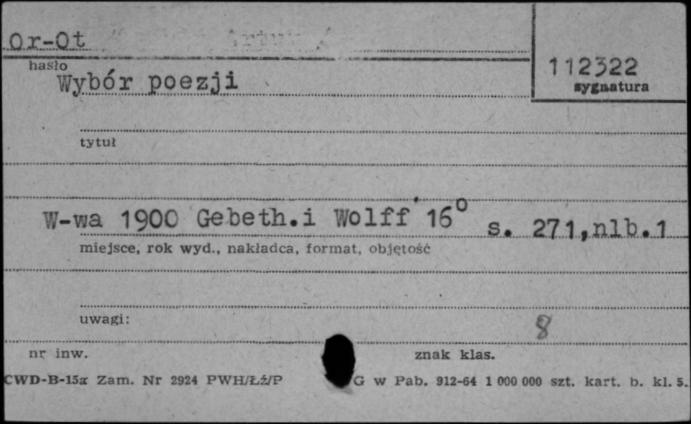 Or-Ot
hasło
112322
sygnatura
Wybór poezji
tytuł
W-wa 1900 Gebeth.i Wolff 16° s. 271,nlb.1
miejsce, rok wyd., nakładca, format, objętość
uwagi:
8
nr inw.
znak klas.
CWD-B-15a Zam. Nr 2924 PWH/Łź/P
G w Pab. 912-64 1 000 000 szt. kart. b. kl. 5.